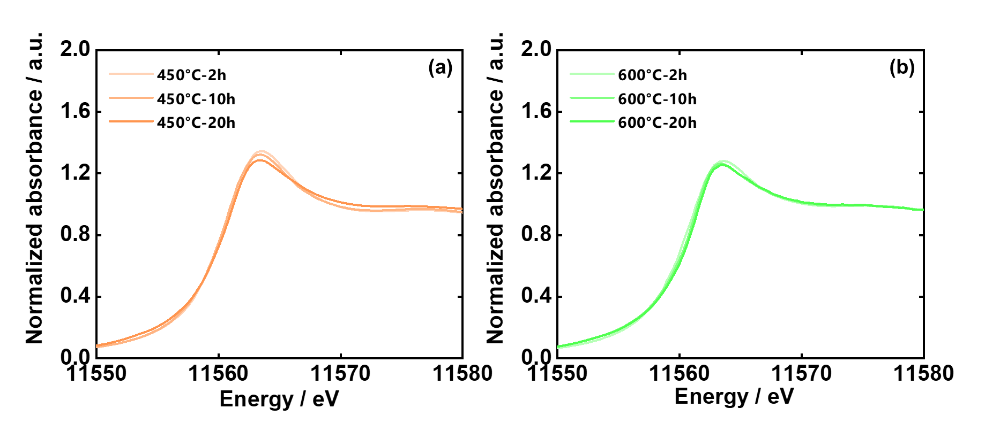 Normalized absorbance / a.u.
2.0
1.6
1.2
0.8
0.4
0.0
450°C-2h
450°C-10h
450°C-20h
(a)
11550 11560 11570 11580
Energy / eV
Normalized absorbance / a.u.
2.0
1.6
1.2
0.8
0.4
0.0
600°C-2h
600°C-10h
600°C-20h
(b)
11550 11560 11570 11580
Energy / eV